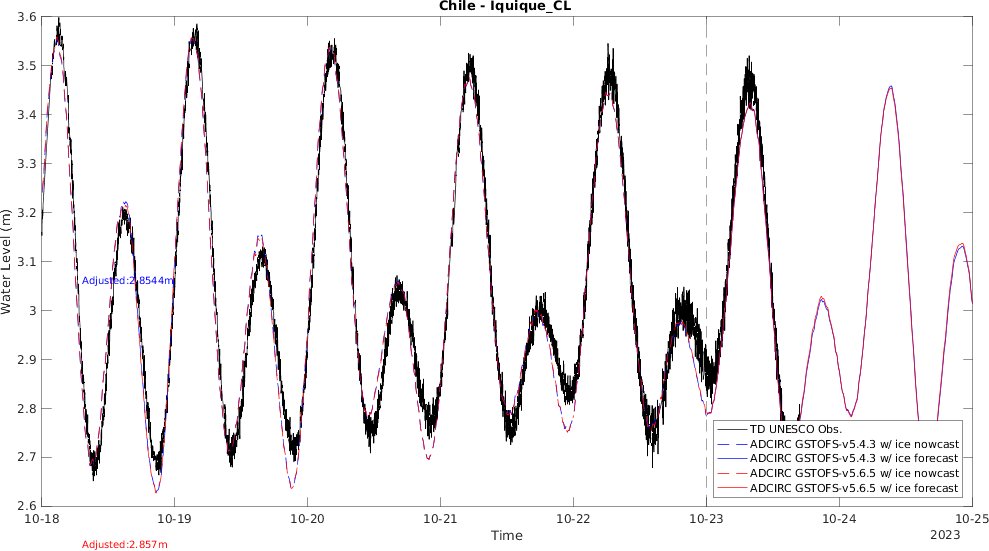 Chile - Iquique_CL
3.6
3.5
3.4
3.3
3.2
3.1
3
2.9
2.8
2.7
2.6
Water Level (m)
Adjusted:2.8544m
TD UNESCO Obs.
ADCIRC GSTOFS-v5.4.3 w/ ice nowcast
ADCIRC GSTOFS-v5.4.3 w/ ice forecast
ADCIRC GSTOFS-v5.6.5 w/ ice nowcast
ADCIRC GSTOFS-v5.6.5 w/ ice forecast
10-18 10-19 10-20 10-21 10-22 10-23 10-24 10-25
Time
2023
Adjusted:2.857m